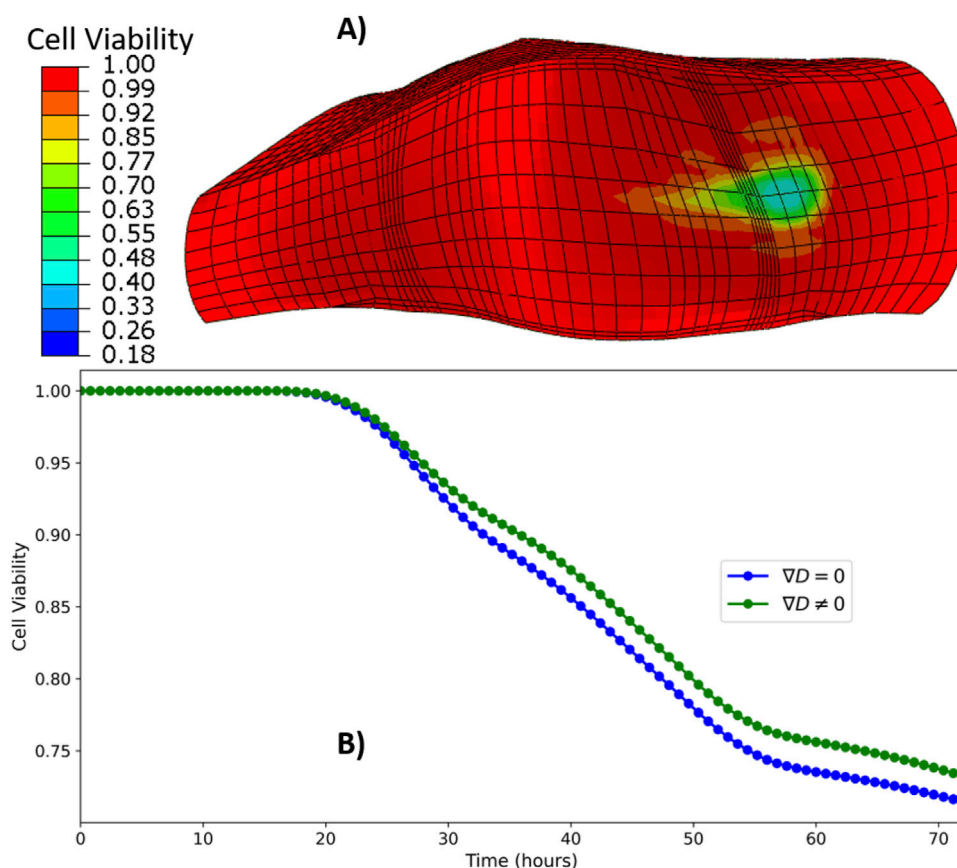 A)
Cell Viability
1.00
0.99
0.92
0.85
0.77
0.70
0.63
0.55
0.48
0.40
0.33
0.26
0.18
1.00
0.95
0.90
0.85
0.80
0.75
Cell Viability
∇D = 0
∇D ≠ 0
B)
0 10 20 30 40 50 60 70
Time (hours)